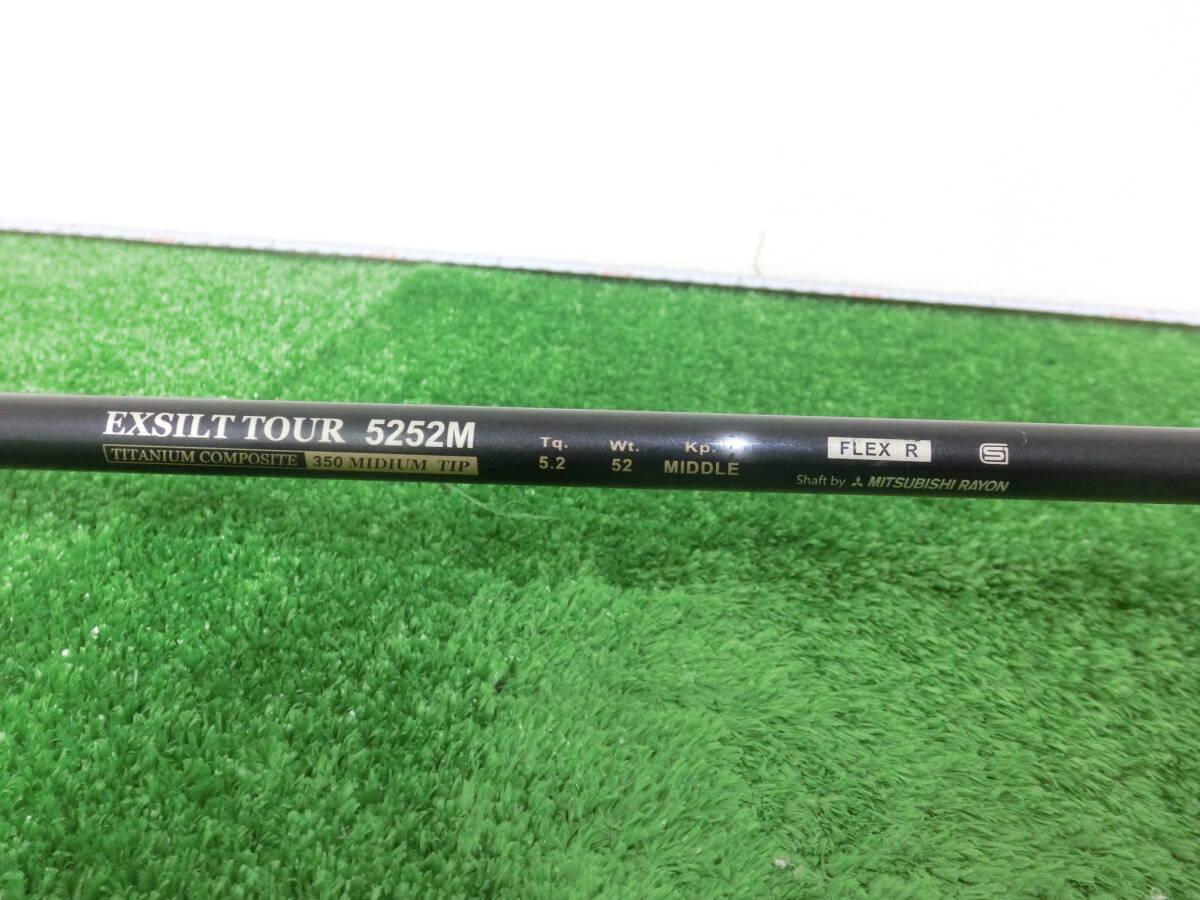 EXSILT TOUR 5252M
TITANIUM COMPOSITE 350 MIDIUM TIP
Tq. Wt. Kp.
5.2 52 MIDDLE
FLEX R
Shaft by MITSUBISHI RAYON